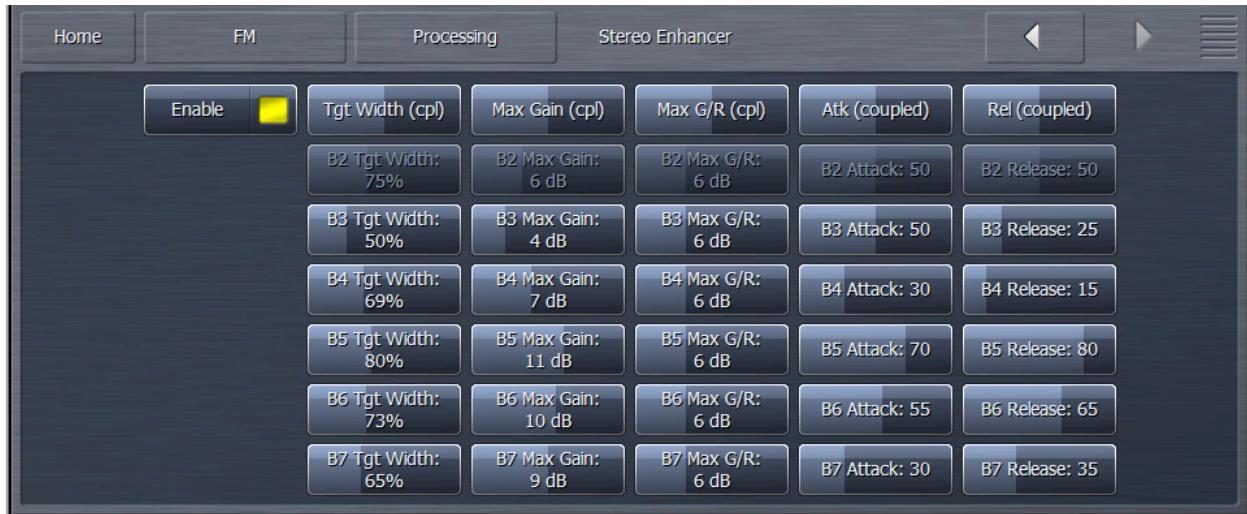 Home FM Processing Stereo Enhancer
Enable Tgt Width (cpl) Max Gain (cpl) Max G/R (cpl) Atk (coupled) Rel (coupled)
B2 Tgt Width: B2 Max Gain: B2 Max G/R: B2 Attack: 50 B2 Release: 50
75% 6 dB 6 dB
B3 Tgt Width: B3 Max Gain: B3 Max G/R: B3 Attack: 50 B3 Release: 25
50% 4 dB 6 dB
B4 Tgt Width: B4 Max Gain: B4 Max G/R: B4 Attack: 30 B4 Release: 15
69% 7 dB 6 dB
B5 Tgt Width: B5 Max Gain: B5 Max G/R: B5 Attack: 70 B5 Release: 80
80% 11 dB 6 dB
B6 Tgt Width: B6 Max Gain: B6 Max G/R: B6 Attack: 55 B6 Release: 65
73% 10 dB 6 dB
B7 Tgt Width: B7 Max Gain: B7 Max G/R: B7 Attack: 30 B7 Release: 35
65% 9 dB 6 dB